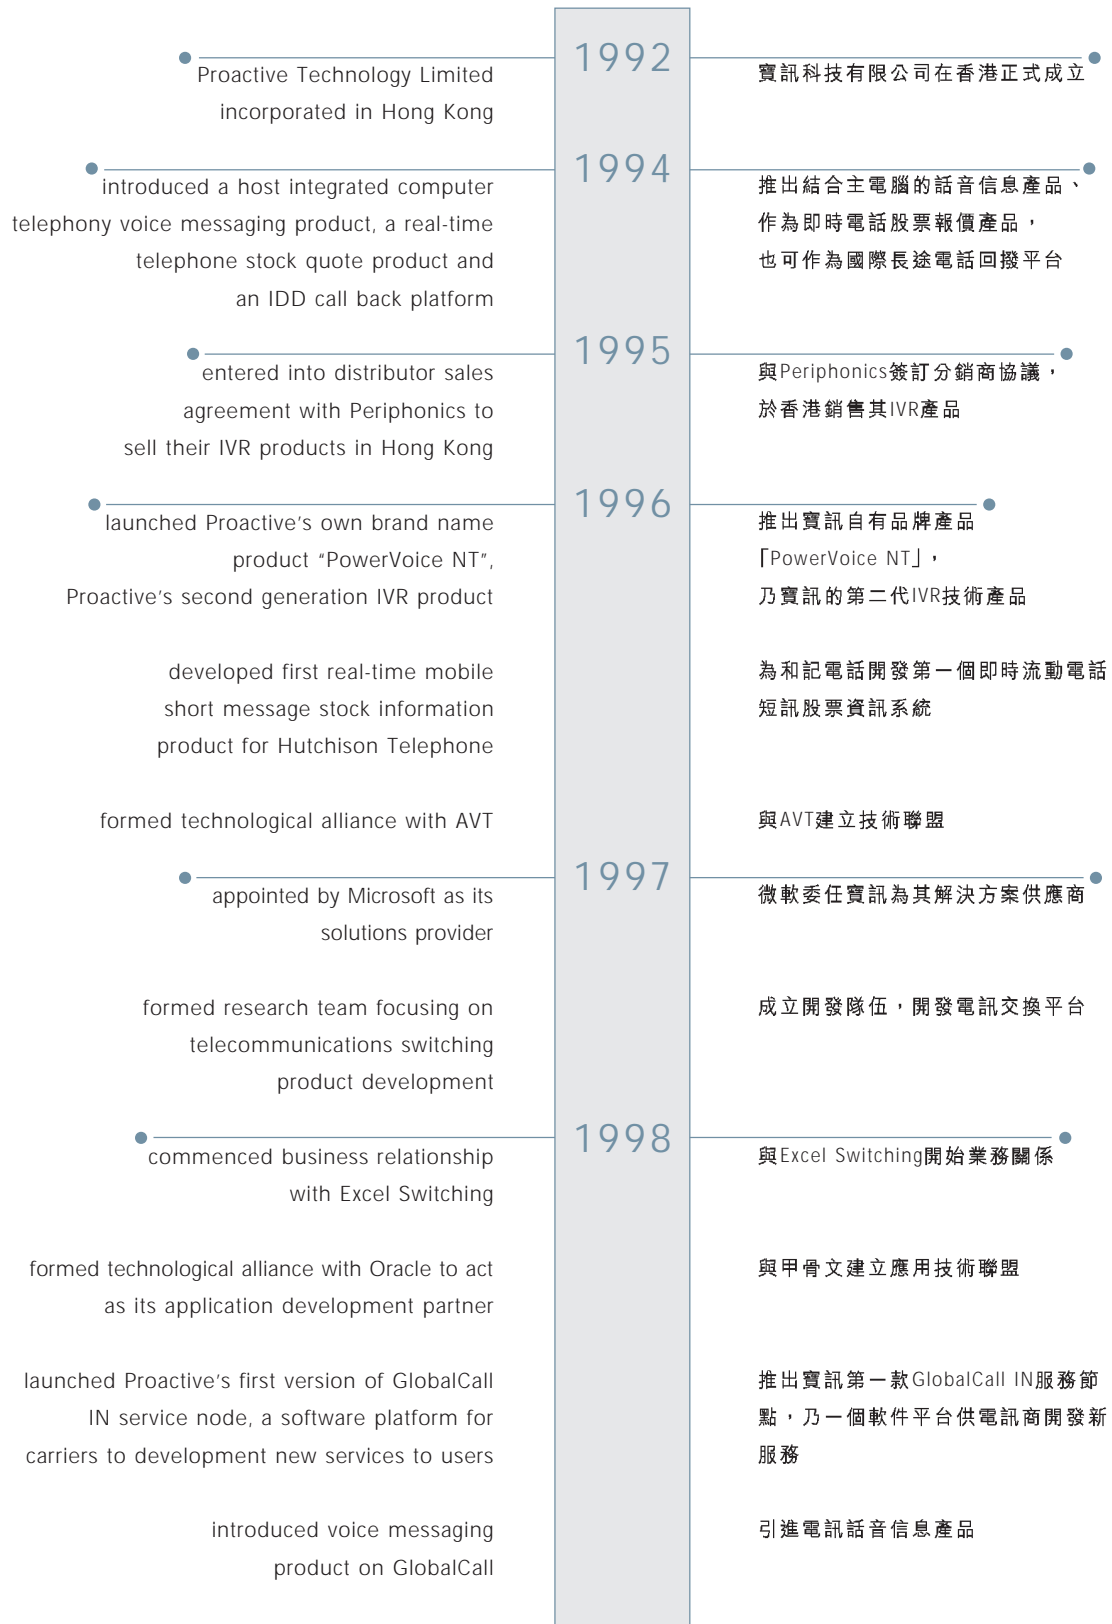 1992
Proactive Technology Limited
incorporated in Hong Kong
寶訊科技有限公司在香港正式成立
1994
introduced a host integrated computer
telephony voice messaging product, a real-time
telephone stock quote product and
an IDD call back platform
推出結合主電腦的話音信息產品、
作為即時電話股票報價產品，
也可作為國際長途電話回撥平台
1995
entered into distributor sales
agreement with Periphonics to
sell their IVR products in Hong Kong
與Periphonics簽訂分銷商協議，
於香港銷售其IVR產品
1996
launched Proactive's own brand name
product “PowerVoice NT”,
Proactive's second generation IVR product
推出寶訊自有品牌產品
「PowerVoice NT」，
乃寶訊的第二代IVR技術產品
developed first real-time mobile
short message stock information
product for Hutchison Telephone
為和記電話開發第一個即時流動電話
短訊股票資訊系統
formed technological alliance with AVT
與AVT建立技術聯盟
1997
appointed by Microsoft as its
solutions provider
微軟委任寶訊為其解決方案供應商
formed research team focusing on
telecommunications switching
product development
成立開發隊伍，開發電訊交換平台
1998
commenced business relationship
with Excel Switching
與Excel Switching開始業務關係
formed technological alliance with Oracle to act
as its application development partner
與甲骨文建立應用技術聯盟
launched Proactive's first version of GlobalCall
IN service node, a software platform for
carriers to development new services to users
推出寶訊第一款GlobalCall IN服務節
點，乃一個軟件平台供電訊商開發新
服務
introduced voice messaging
product on GlobalCall
引進電訊話音信息產品